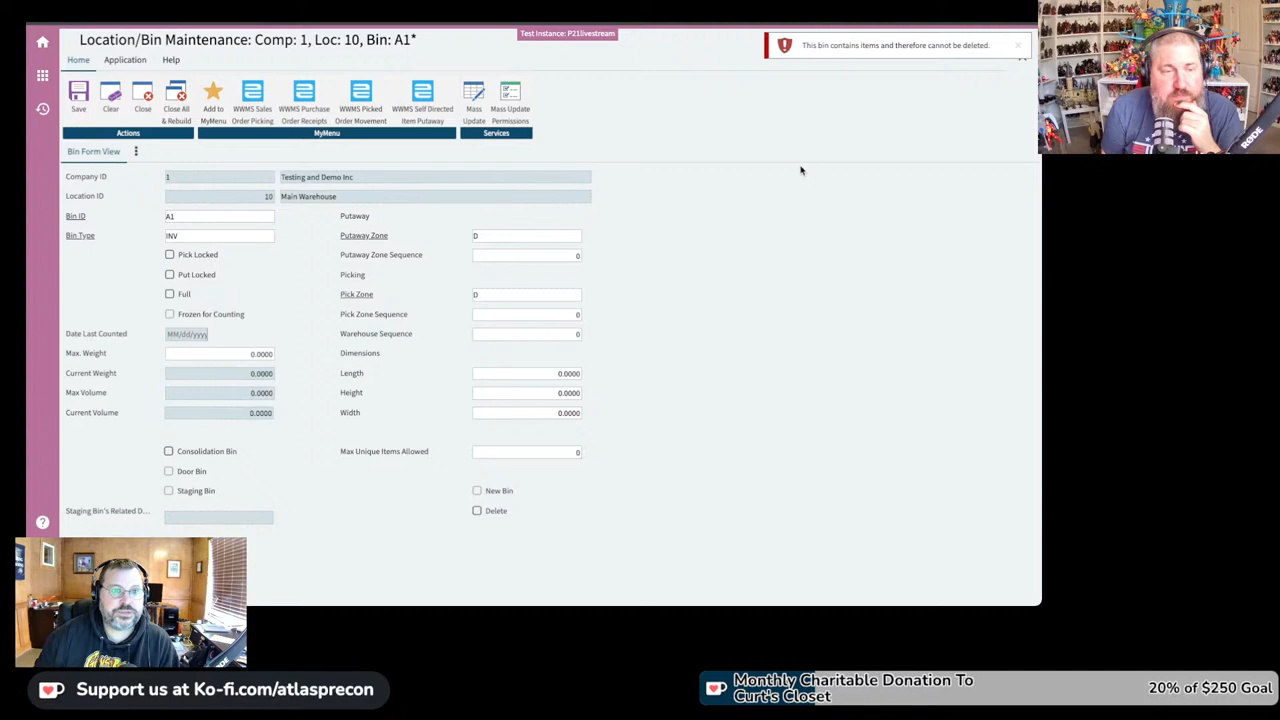 Location/Bin Maintenance: Comp: 1, Loc: 10, Bin: A1*
Test Instance: P21livestream
This bin contains items and therefore cannot be deleted.
Home
Application
Help
Save
Clear
Close
Close All & Rebuild
Add to MyMenu
WWMS Sales Order Picking
WWMS Purchase Order Receipts
WWMS Picked Order Movement
WWMS Self Directed Item Putaway
Mass Update
Mass Update Permissions
Actions
MyMenu
Services
Bin Form View
Company ID 1 Testing and Demo Inc
Location ID 10 Main Warehouse
Bin ID A1 Putaway
Bin Type INV Putaway Zone D
Pick Locked Putaway Zone Sequence 0
Put Locked Picking
Full Pick Zone D
Frozen for Counting Pick Zone Sequence 0
Date Last Counted MM/dd/yyyy Warehouse Sequence 0
Max. Weight 0.0000 Dimensions
Current Weight 0.0000 Length 0.0000
Max Volume 0.0000 Height 0.0000
Current Volume 0.0000 Width 0.0000
Consolidation Bin Max Unique Items Allowed 0
Door Bin
Staging Bin New Bin
Staging Bin's Related D... Delete
RØDE
Support us at Ko-fi.com/atlasprecon
Monthly Charitable Donation To
Curt's Closet
20% of $250 Goal